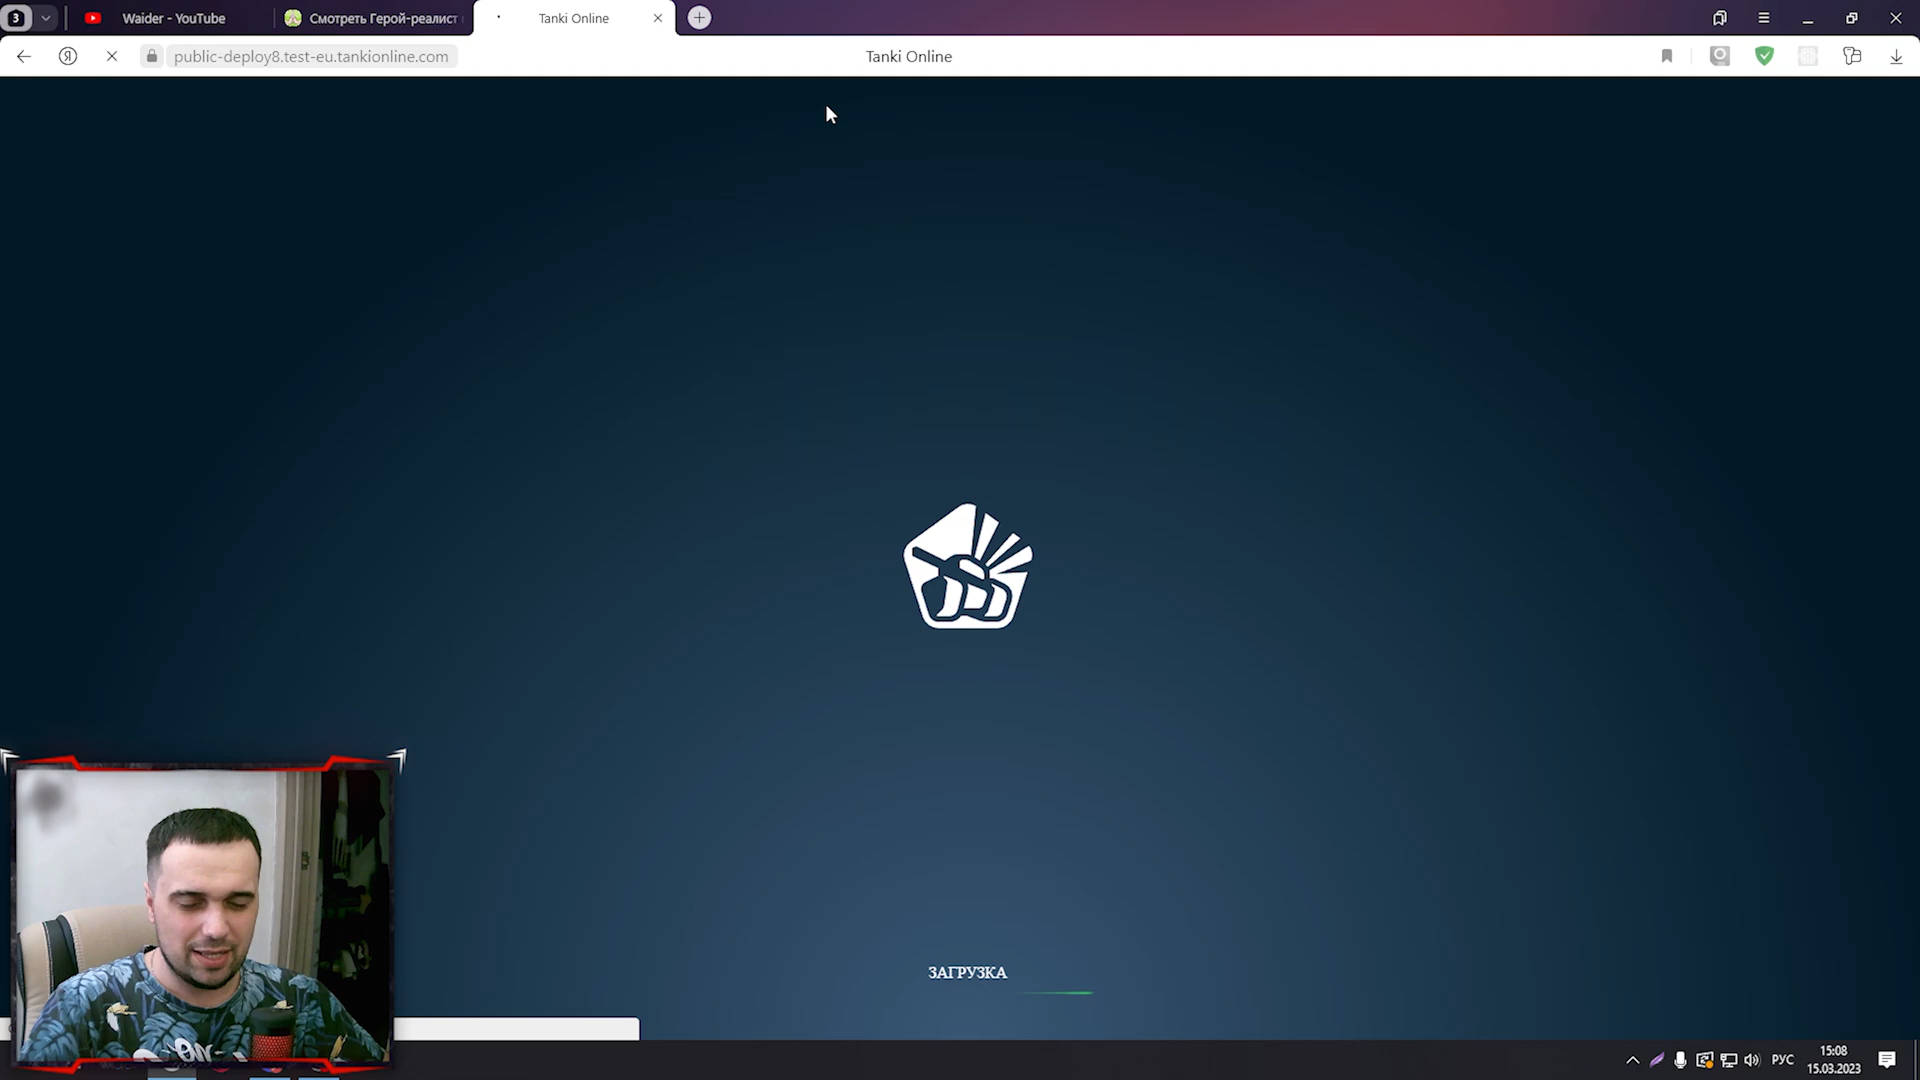 3
Waider - YouTube
Смотреть Герой-реалист
Tanki Online
public-deploy8.test-eu.tankionline.com
Tanki Online
ЗАГРУЗКА
РУС
15:08
15.03.2023